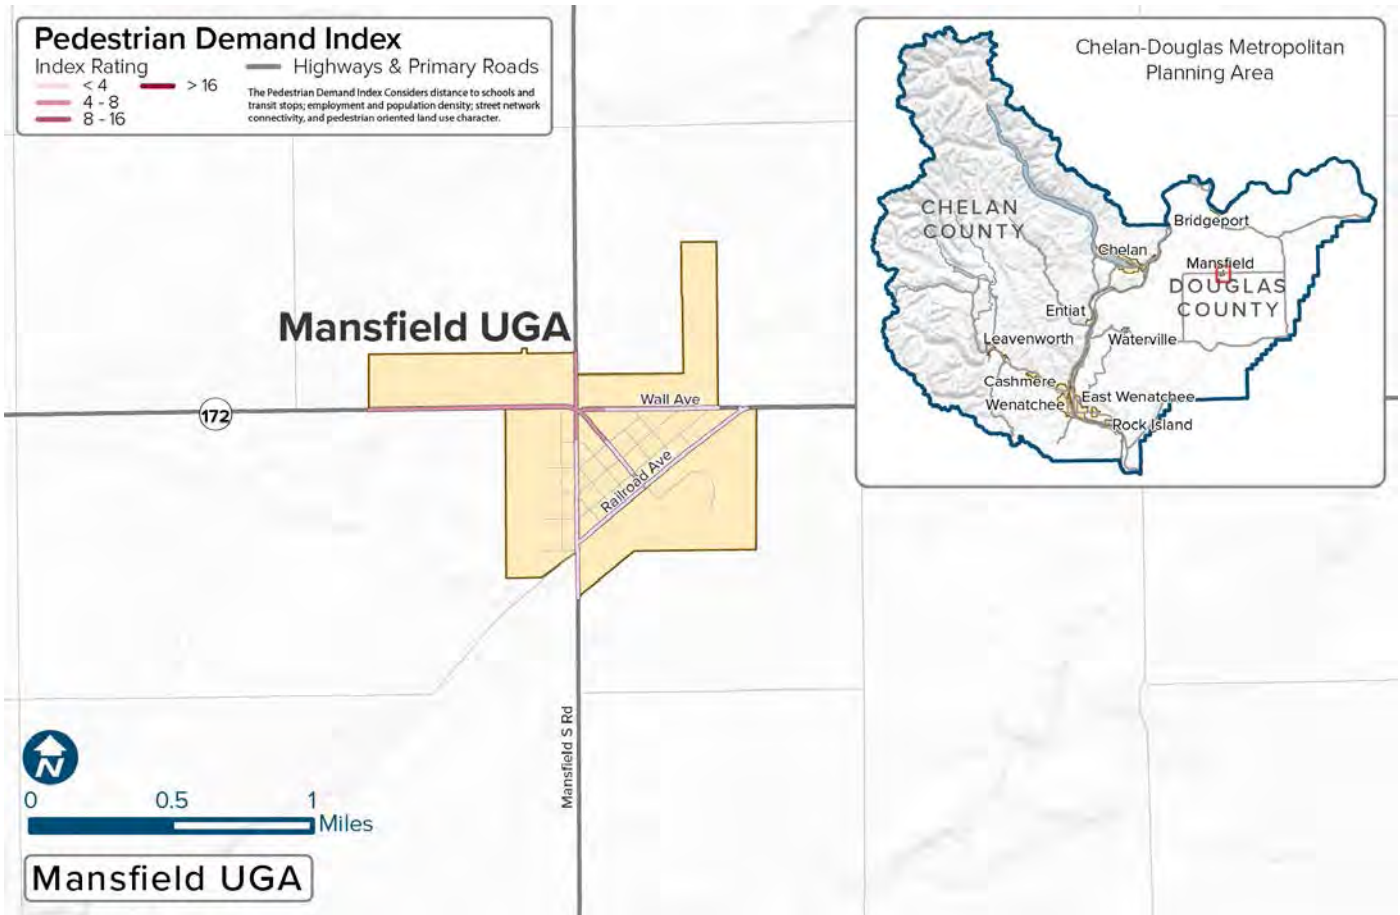 Pedestrian Demand Index
Index Rating
< 4
4 - 8
8 - 16
> 16
Highways & Primary Roads
The Pedestrian Demand Index Considers distance to schools and
transit stops; employment and population density; street network
connectivity, and pedestrian oriented land use character.
Chelan-Douglas Metropolitan
Planning Area
CHELAN
COUNTY
Bridgeport
Chelan
Mansfield
DOUGLAS
COUNTY
Entiat
Leavenworth
Waterville
Cashmere
East Wenatchee
Wenatchee
Rock Island
Mansfield UGA
172
Wall Ave
Railroad Ave
Mansfield S Rd
N
0 0.5 1
Miles
Mansfield UGA